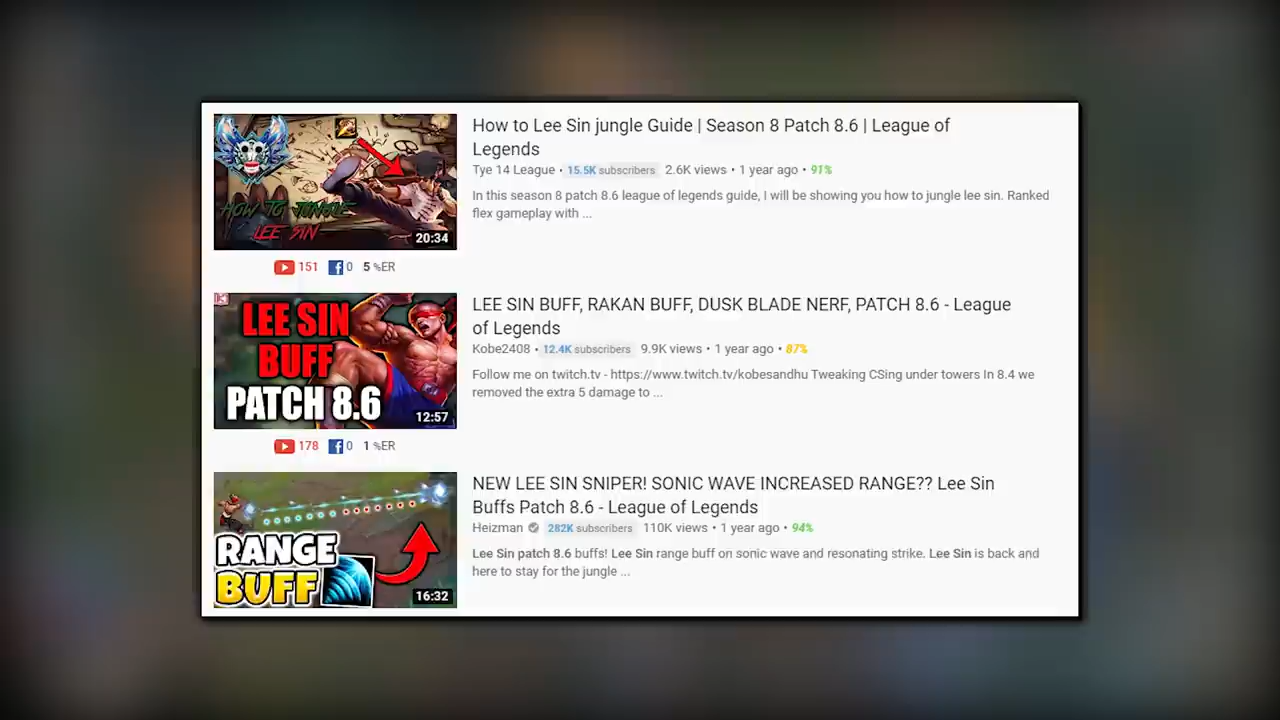 How to Lee Sin jungle Guide | Season 8 Patch 8.6 | League of
Legends
Tye 14 League • 15.5K subscribers 2.6K views • 1 year ago • 91%
In this season 8 patch 8.6 league of legends guide, I will be showing you how to jungle lee sin. Ranked
flex gameplay with ...
HOW TO JUNGLE
LEE SIN
20:34
151 0 5 %ER
LEE SIN BUFF, RAKAN BUFF, DUSK BLADE NERF, PATCH 8.6 - League
of Legends
Kobe2408 • 12.4K subscribers 9.9K views • 1 year ago • 87%
Follow me on twitch.tv - https://www.twitch.tv/kobesandhu Tweaking CSing under towers In 8.4 we
removed the extra 5 damage to ...
LEE SIN
BUFF
PATCH 8.6
12:57
178 0 1 %ER
NEW LEE SIN SNIPER! SONIC WAVE INCREASED RANGE?? Lee Sin
Buffs Patch 8.6 - League of Legends
Heizman 282K subscribers 110K views • 1 year ago • 94%
Lee Sin patch 8.6 buffs! Lee Sin range buff on sonic wave and resonating strike. Lee Sin is back and
here to stay for the jungle ...
RANGE
BUFF
16:32